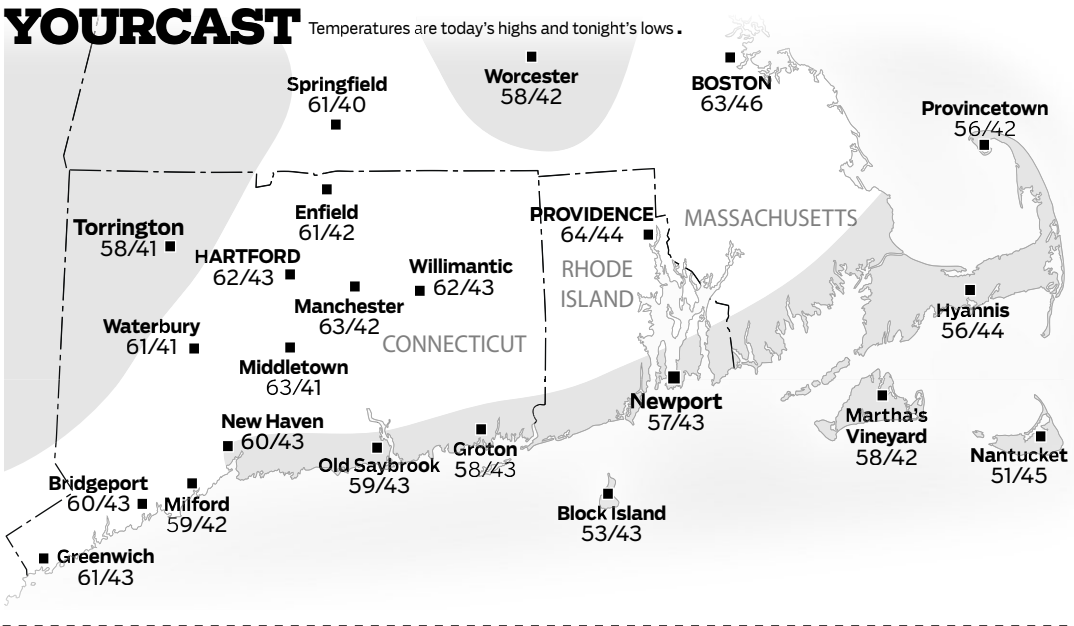 YOURCAST
Temperatures are today's highs and tonight's lows.
Springfield
61/40
Worcester
58/42
BOSTON
63/46
Provincetown
56/42
Enfield
61/42
Torrington
58/41
HARTFORD
62/43
Willimantic
62/43
Manchester
63/42
PROVIDENCE
64/44
MASSACHUSETTS
RHODE
ISLAND
CONNECTICUT
Waterbury
61/41
Middletown
63/41
Hyannis
56/44
New Haven
60/43
Old Saybrook
59/43
Groton
58/43
Newport
57/43
Martha's
Vineyard
58/42
Nantucket
51/45
Bridgeport
60/43
Milford
59/42
Block Island
53/43
Greenwich
61/43